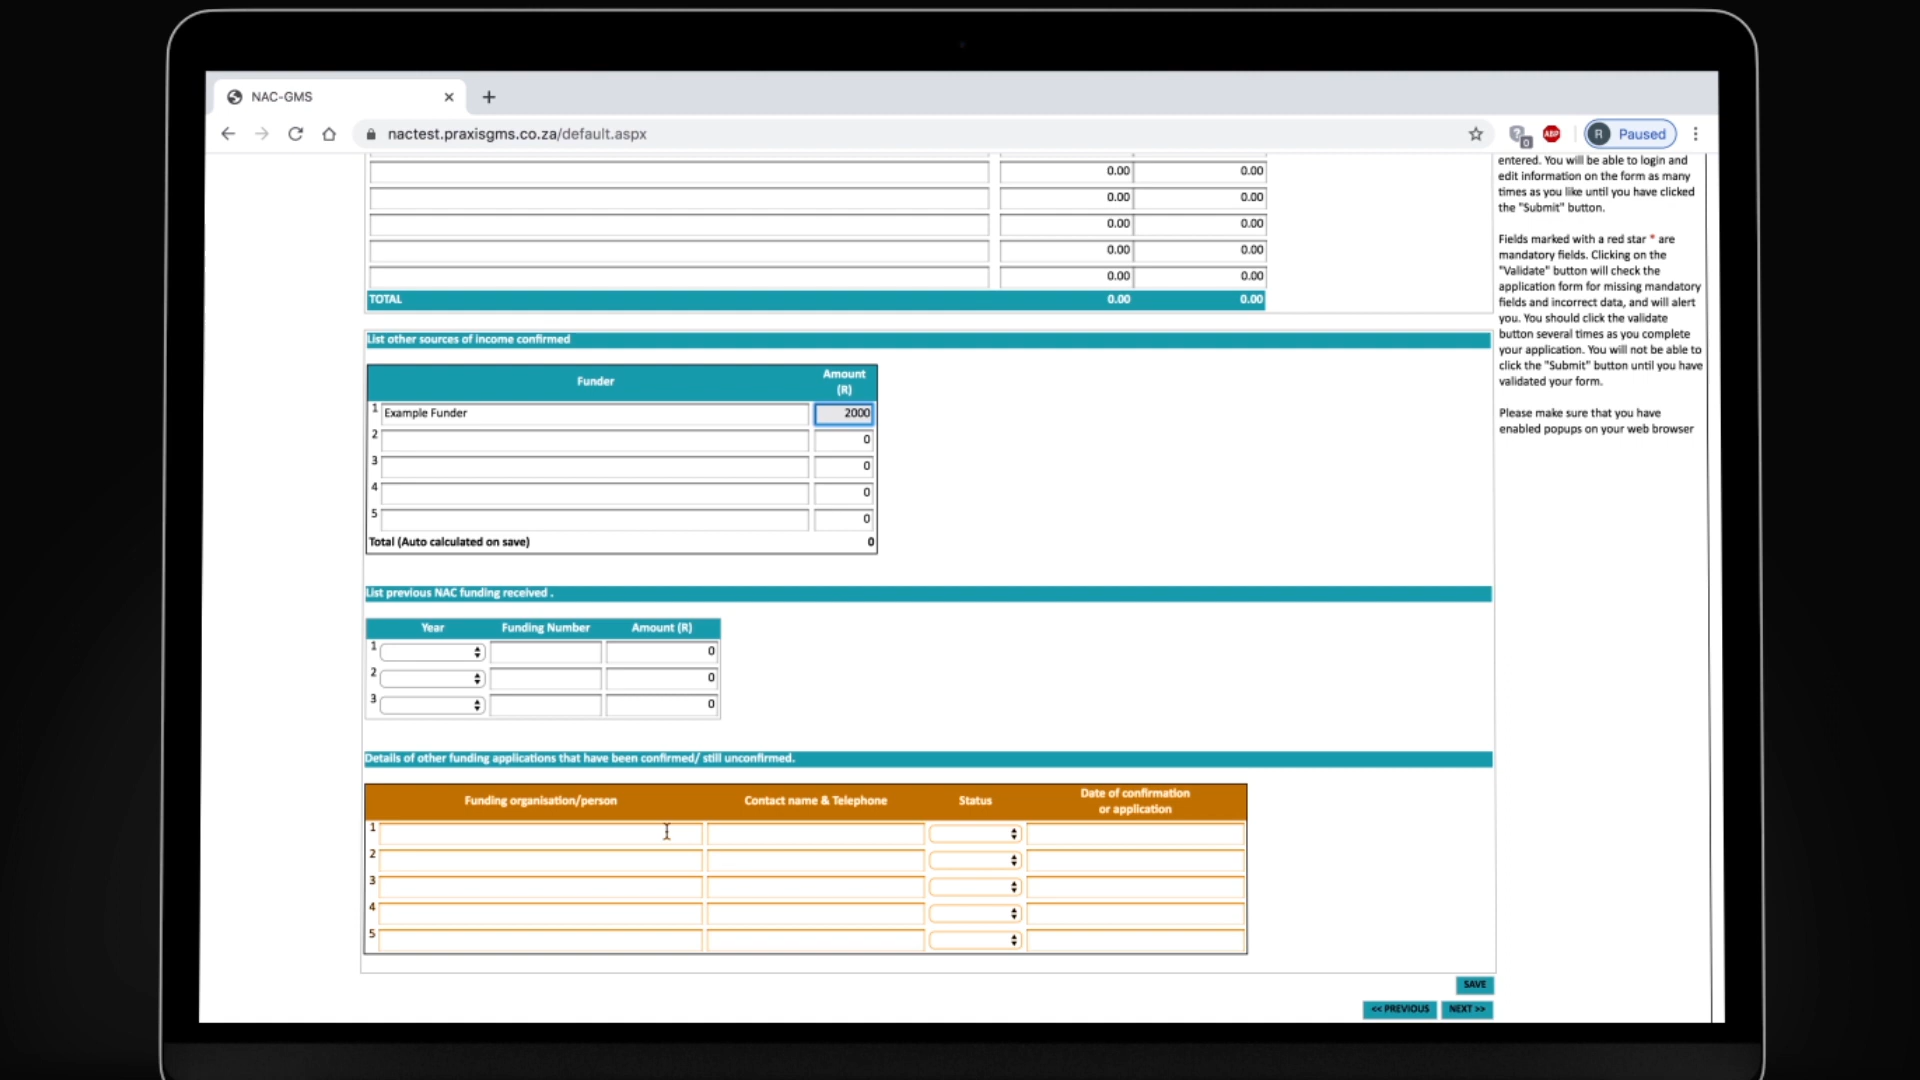 NAC-GMS
nactest.praxisgms.co.za/default.aspx
0
ABP
R Paused
0.00 0.00
0.00 0.00
0.00 0.00
0.00 0.00
0.00 0.00
TOTAL 0.00 0.00
List other sources of income confirmed
Funder Amount (R)
1 Example Funder 2000
2 0
3 0
4 0
5 0
Total (Auto calculated on save) 0
List previous NAC funding received .
Year Funding Number Amount (R)
1 0
2 0
3 0
Details of other funding applications that have been confirmed/ still unconfirmed.
Funding organisation/person Contact name & Telephone Status Date of confirmation or application
1
2
3
4
5
SAVE
<< PREVIOUS NEXT >>
entered. You will be able to login and
edit information on the form as many
times as you like until you have clicked
the "Submit" button.
Fields marked with a red star * are
mandatory fields. Clicking on the
"Validate" button will check the
application form for missing mandatory
fields and incorrect data, and will alert
you. You should click the validate
button several times as you complete
your application. You will not be able to
click the "Submit" button until you have
validated your form.
Please make sure that you have
enabled popups on your web browser